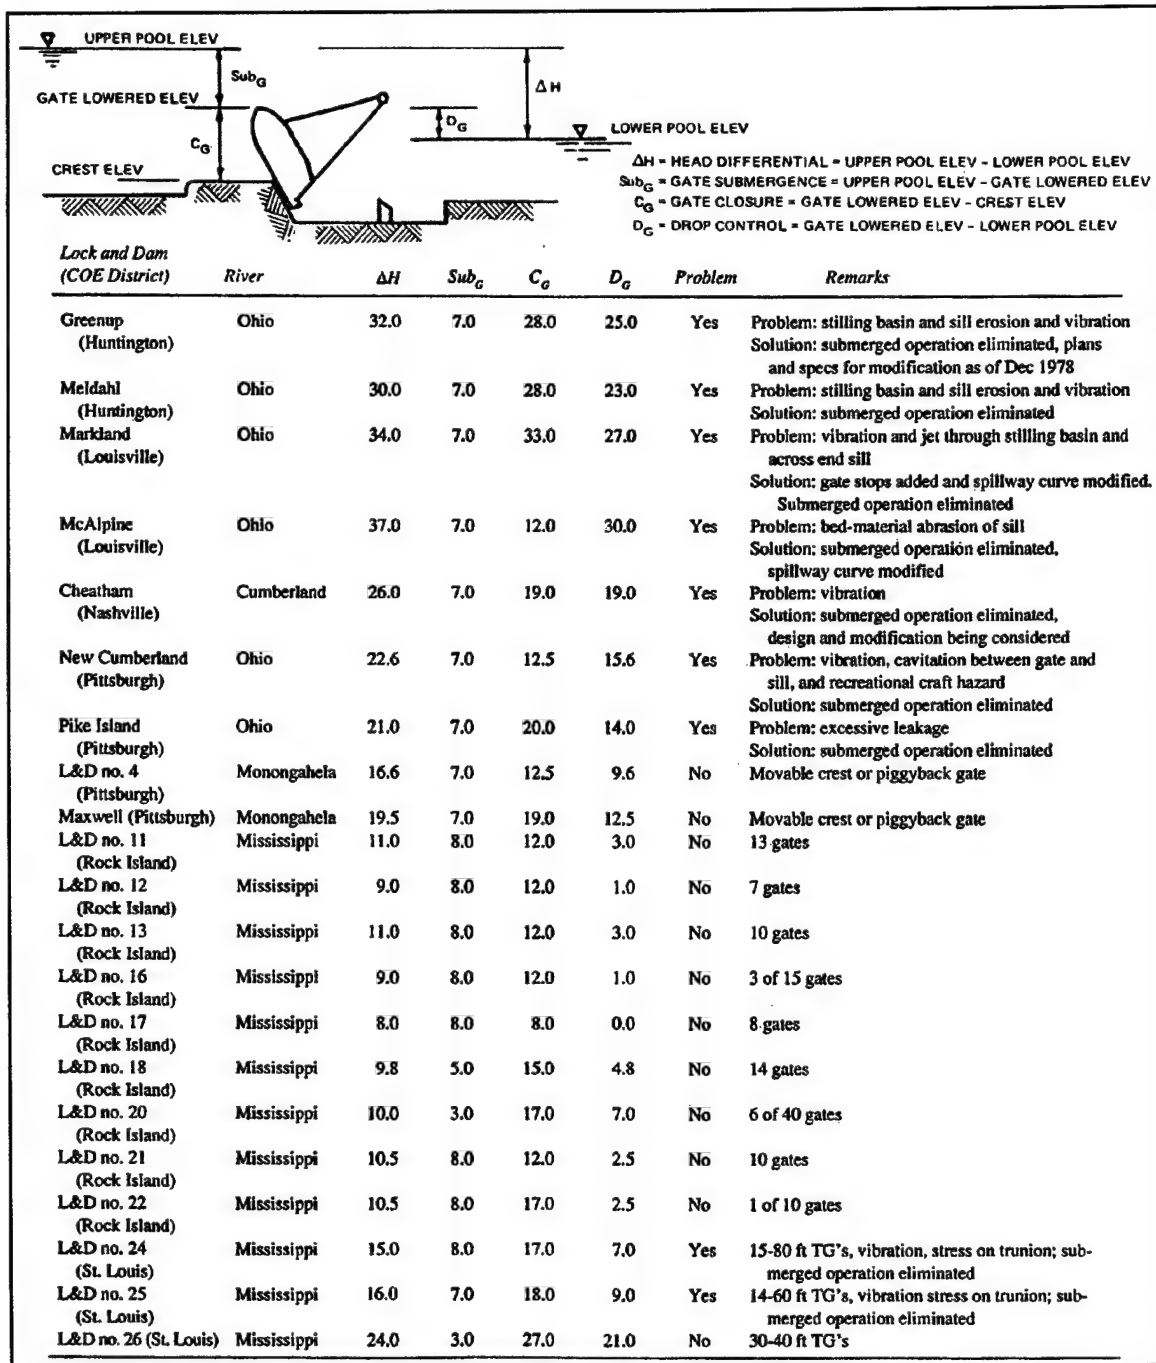 UPPER POOL ELEV
Sub_G
ΔH
GATE LOWERED ELEV
D_G
C_G
LOWER POOL ELEV
CREST ELEV
ΔH = HEAD DIFFERENTIAL = UPPER POOL ELEV - LOWER POOL ELEV
Sub_G = GATE SUBMERGENCE = UPPER POOL ELEV - GATE LOWERED ELEV
C_G = GATE CLOSURE = GATE LOWERED ELEV - CREST ELEV
D_G = DROP CONTROL = GATE LOWERED ELEV - LOWER POOL ELEV
Lock and Dam
(COE District) River ΔH Sub_G C_G D_G Problem Remarks
Greenup Ohio 32.0 7.0 28.0 25.0 Yes Problem: stilling basin and sill erosion and vibration
(Huntington) Solution: submerged operation eliminated, plans
and specs for modification as of Dec 1978
Meldahl Ohio 30.0 7.0 28.0 23.0 Yes Problem: stilling basin and sill erosion and vibration
(Huntington) Solution: submerged operation eliminated
Markland Ohio 34.0 7.0 33.0 27.0 Yes Problem: vibration and jet through stilling basin and
(Louisville) across end sill
Solution: gate stops added and spillway curve modified.
Submerged operation eliminated
McAlpine Ohio 37.0 7.0 12.0 30.0 Yes Problem: bed-material abrasion of sill
(Louisville) Solution: submerged operation eliminated,
spillway curve modified
Cheatham Cumberland 26.0 7.0 19.0 19.0 Yes Problem: vibration
(Nashville) Solution: submerged operation eliminated,
design and modification being considered
New Cumberland Ohio 22.6 7.0 12.5 15.6 Yes Problem: vibration, cavitation between gate and
(Pittsburgh) sill, and recreational craft hazard
Solution: submerged operation eliminated
Pike Island Ohio 21.0 7.0 20.0 14.0 Yes Problem: excessive leakage
(Pittsburgh) Solution: submerged operation eliminated
L&D no. 4 Monongahela 16.6 7.0 12.5 9.6 No Movable crest or piggyback gate
(Pittsburgh)
Maxwell (Pittsburgh) Monongahela 19.5 7.0 19.0 12.5 No Movable crest or piggyback gate
L&D no. 11 Mississippi 11.0 8.0 12.0 3.0 No 13 gates
(Rock Island)
L&D no. 12 Mississippi 9.0 8.0 12.0 1.0 No 7 gates
(Rock Island)
L&D no. 13 Mississippi 11.0 8.0 12.0 3.0 No 10 gates
(Rock Island)
L&D no. 16 Mississippi 9.0 8.0 12.0 1.0 No 3 of 15 gates
(Rock Island)
L&D no. 17 Mississippi 8.0 8.0 8.0 0.0 No 8 gates
(Rock Island)
L&D no. 18 Mississippi 9.8 5.0 15.0 4.8 No 14 gates
(Rock Island)
L&D no. 20 Mississippi 10.0 3.0 17.0 7.0 No 6 of 40 gates
(Rock Island)
L&D no. 21 Mississippi 10.5 8.0 12.0 2.5 No 10 gates
(Rock Island)
L&D no. 22 Mississippi 10.5 8.0 17.0 2.5 No 1 of 10 gates
(Rock Island)
L&D no. 24 Mississippi 15.0 8.0 17.0 7.0 Yes 15-80 ft TG's, vibration, stress on trunion; sub-
(St. Louis) merged operation eliminated
L&D no. 25 Mississippi 16.0 7.0 18.0 9.0 Yes 14-60 ft TG's, vibration stress on trunion; sub-
(St. Louis) merged operation eliminated
L&D no. 26 (St. Louis) Mississippi 24.0 3.0 27.0 21.0 No 30-40 ft TG's